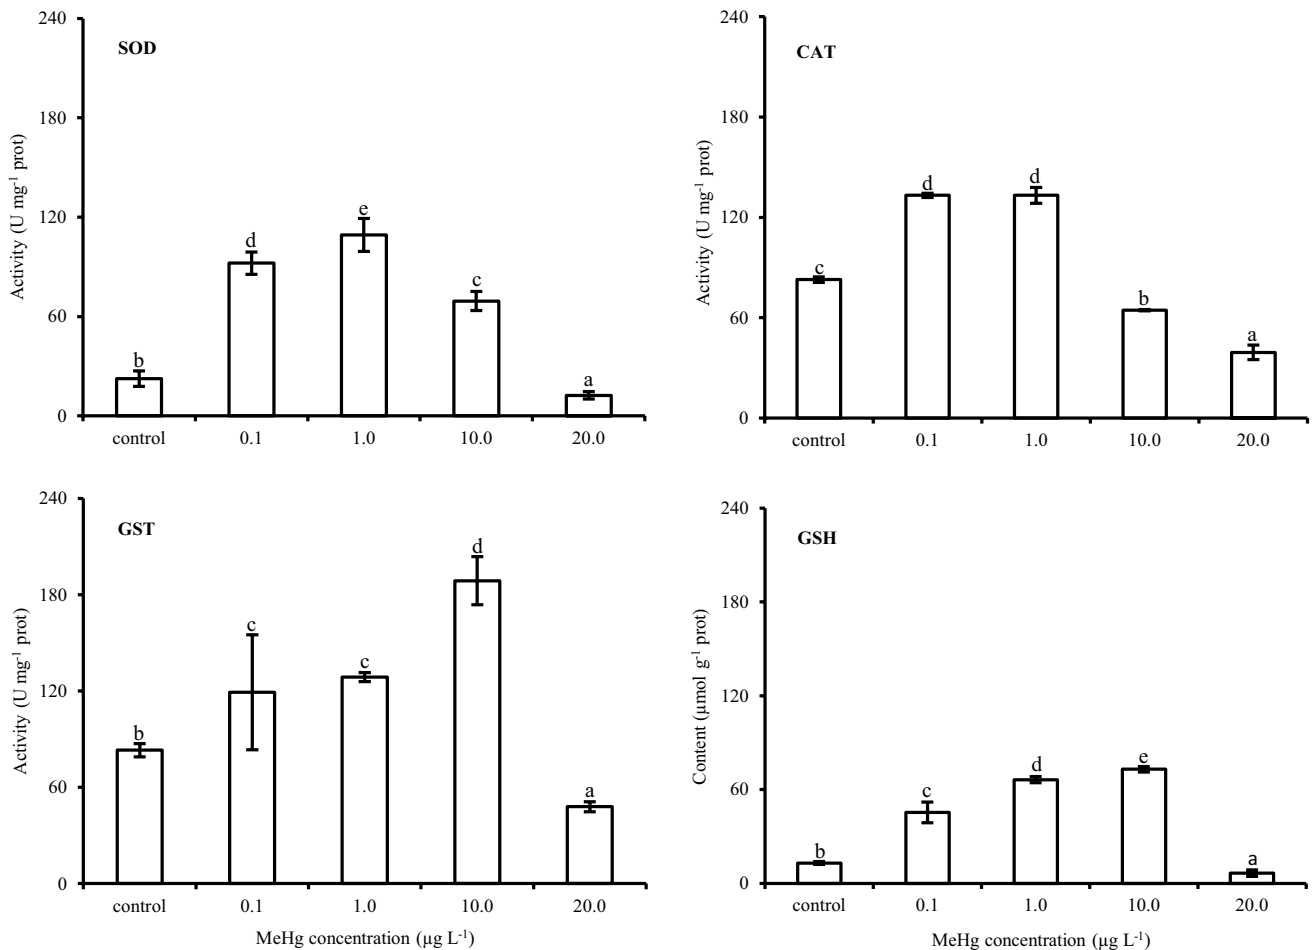 SOD
Activity (U mg⁻¹ prot)
240
180
120
60
0
b
d
e
c
a
control 0.1 1.0 10.0 20.0
CAT
Activity (U mg⁻¹ prot)
240
180
120
60
0
c
d
d
b
a
control 0.1 1.0 10.0 20.0
GST
Activity (U mg⁻¹ prot)
240
180
120
60
0
b
c
c
d
a
control 0.1 1.0 10.0 20.0
MeHg concentration (µg L⁻¹)
GSH
Content (µmol g⁻¹ prot)
240
180
120
60
0
b
c
d
e
a
control 0.1 1.0 10.0 20.0
MeHg concentration (µg L⁻¹)